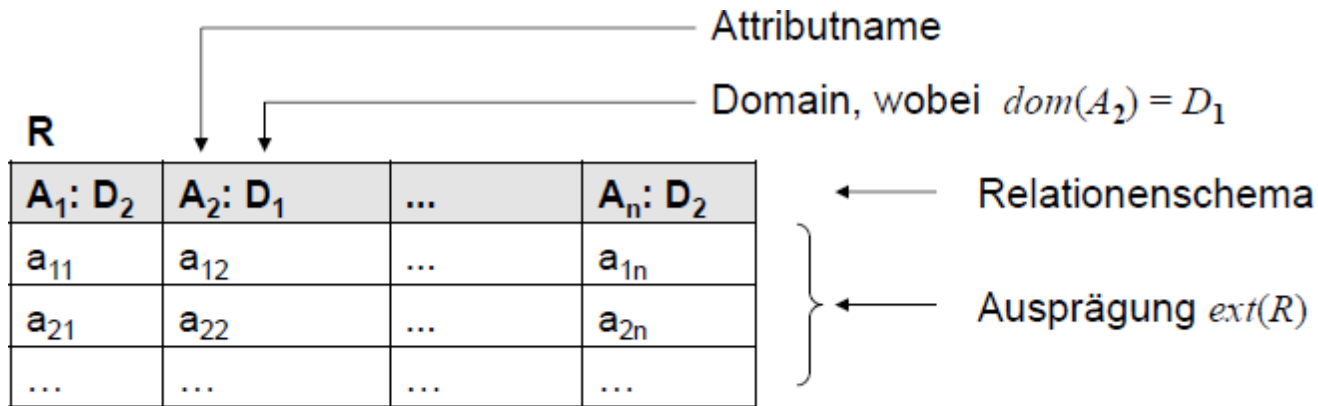 Attributname
Domain, wobei dom(A₂) = D₁
R
A₁: D₂ A₂: D₁ ... Aₙ: D₂
Relationenschema
a₁₁ a₁₂ ... a₁ₙ
a₂₁ a₂₂ ... a₂ₙ
Ausprägung ext(R)
... ... ... ...